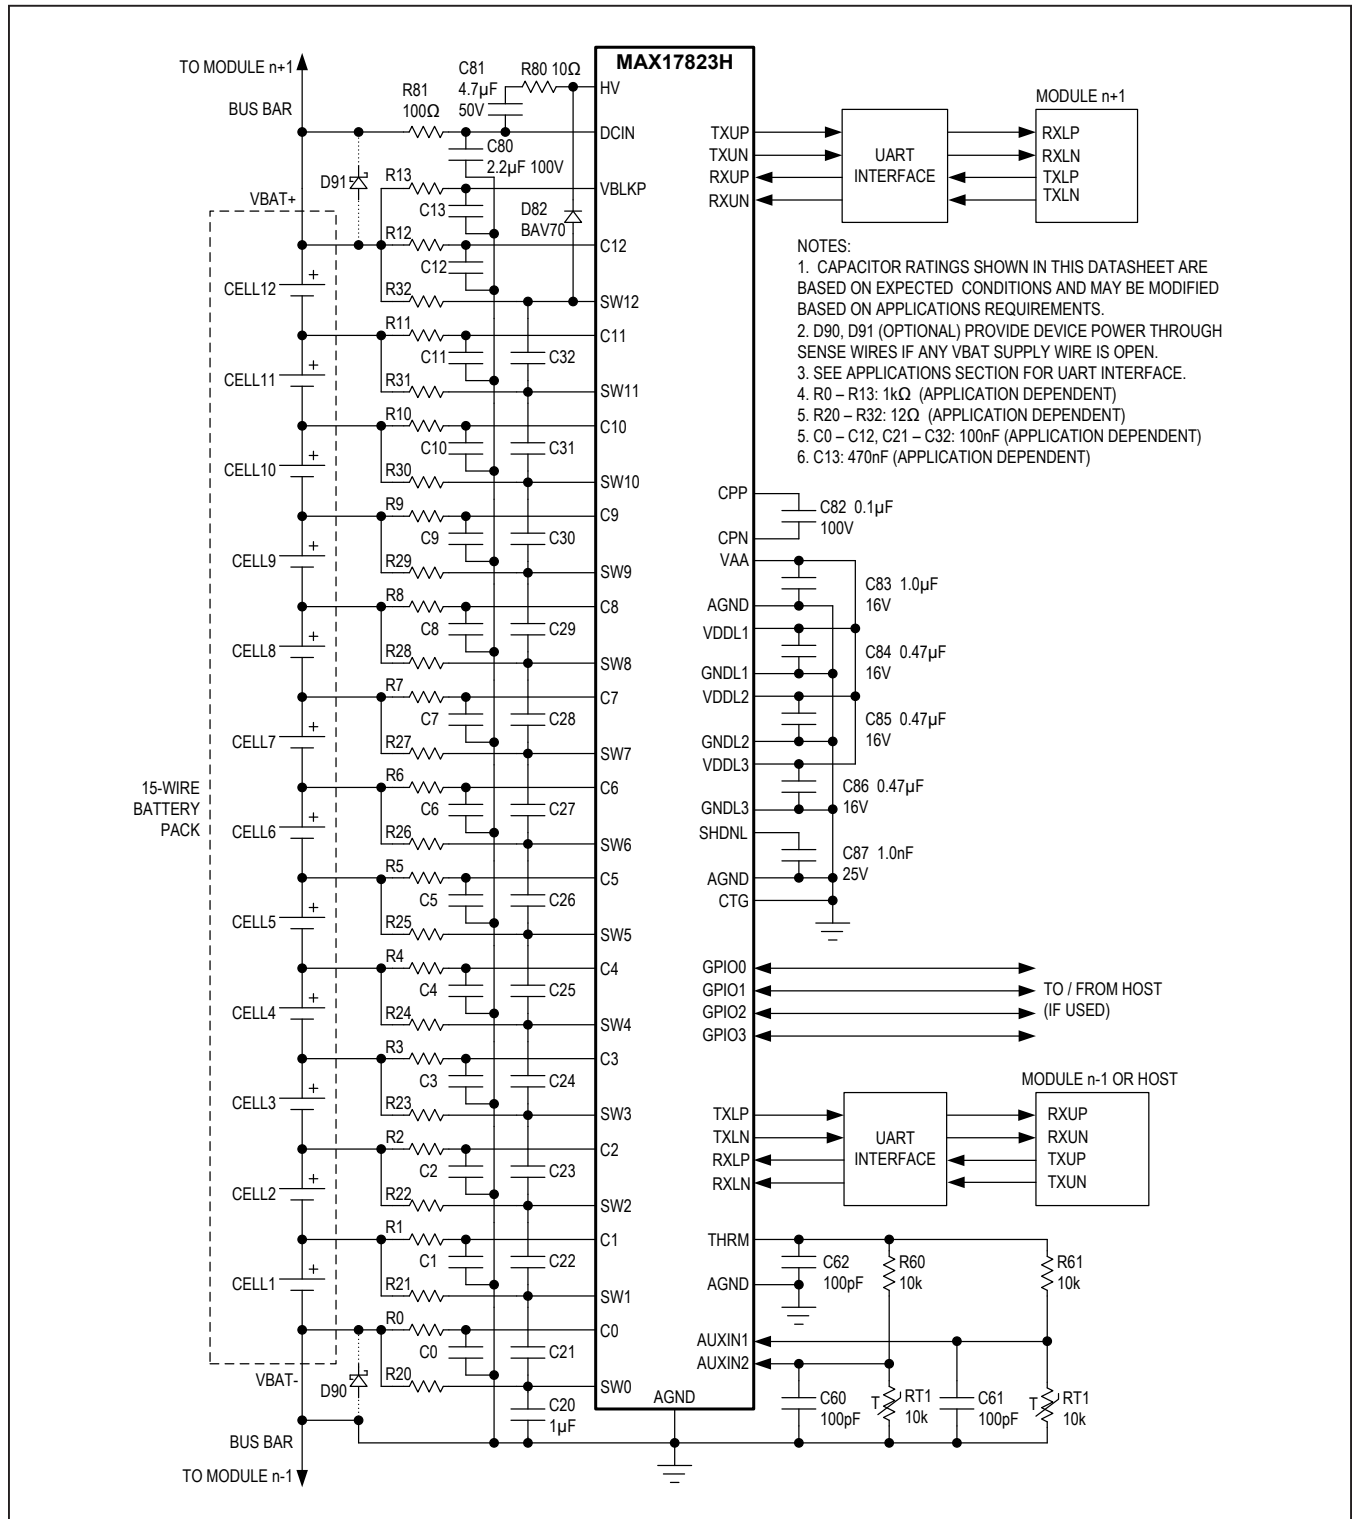 MAX17823H
TO MODULE n+1
BUS BAR
R81
100Ω
C81
4.7µF
50V
R80 10Ω
HV
DCIN
C80
2.2µF 100V
D91
R13
VBLKP
C13
D82
BAV70
VBAT+
R12
C12
C12
R32
SW12
CELL12
R11
C11
C11
C32
R31
SW11
CELL11
R10
C10
C10
C31
R30
SW10
CELL10
R9
C9
C9
C30
R29
SW9
CELL9
R8
C8
C8
C29
R28
SW8
CELL8
R7
C7
C7
C28
R27
SW7
CELL7
15-WIRE
BATTERY
PACK
R6
C6
C6
C27
R26
SW6
CELL6
R5
C5
C5
C26
R25
SW5
CELL5
R4
C4
C4
C25
R24
SW4
CELL4
R3
C3
C3
C24
R23
SW3
CELL3
R2
C2
C2
C23
R22
SW2
CELL2
R1
C1
C1
C22
R21
SW1
CELL1
R0
C0
C0
C21
R20
SW0
VBAT-
D90
C20
1µF
BUS BAR
TO MODULE n-1
AGND
TXUP
TXUN
RXUP
RXUN
UART
INTERFACE
MODULE n+1
RXLP
RXLN
TXLP
TXLN
NOTES:
1. CAPACITOR RATINGS SHOWN IN THIS DATASHEET ARE
BASED ON EXPECTED CONDITIONS AND MAY BE MODIFIED
BASED ON APPLICATIONS REQUIREMENTS.
2. D90, D91 (OPTIONAL) PROVIDE DEVICE POWER THROUGH
SENSE WIRES IF ANY VBAT SUPPLY WIRE IS OPEN.
3. SEE APPLICATIONS SECTION FOR UART INTERFACE.
4. R0 – R13: 1kΩ (APPLICATION DEPENDENT)
5. R20 – R32: 12Ω (APPLICATION DEPENDENT)
5. C0 – C12, C21 – C32: 100nF (APPLICATION DEPENDENT)
6. C13: 470nF (APPLICATION DEPENDENT)
CPP
C82 0.1µF
100V
CPN
VAA
C83 1.0µF
16V
AGND
VDDL1
C84 0.47µF
16V
GNDL1
VDDL2
C85 0.47µF
16V
GNDL2
VDDL3
C86 0.47µF
16V
GNDL3
SHDNL
C87 1.0nF
25V
AGND
CTG
GPIO0
GPIO1
GPIO2
GPIO3
TO / FROM HOST
(IF USED)
MODULE n-1 OR HOST
TXLP
TXLN
RXLP
RXLN
UART
INTERFACE
RXUP
RXUN
TXUP
TXUN
THRM
C62
100pF
R60
10k
R61
10k
AGND
AUXIN1
AUXIN2
C60
100pF
T
RT1
10k
C61
100pF
T
RT1
10k